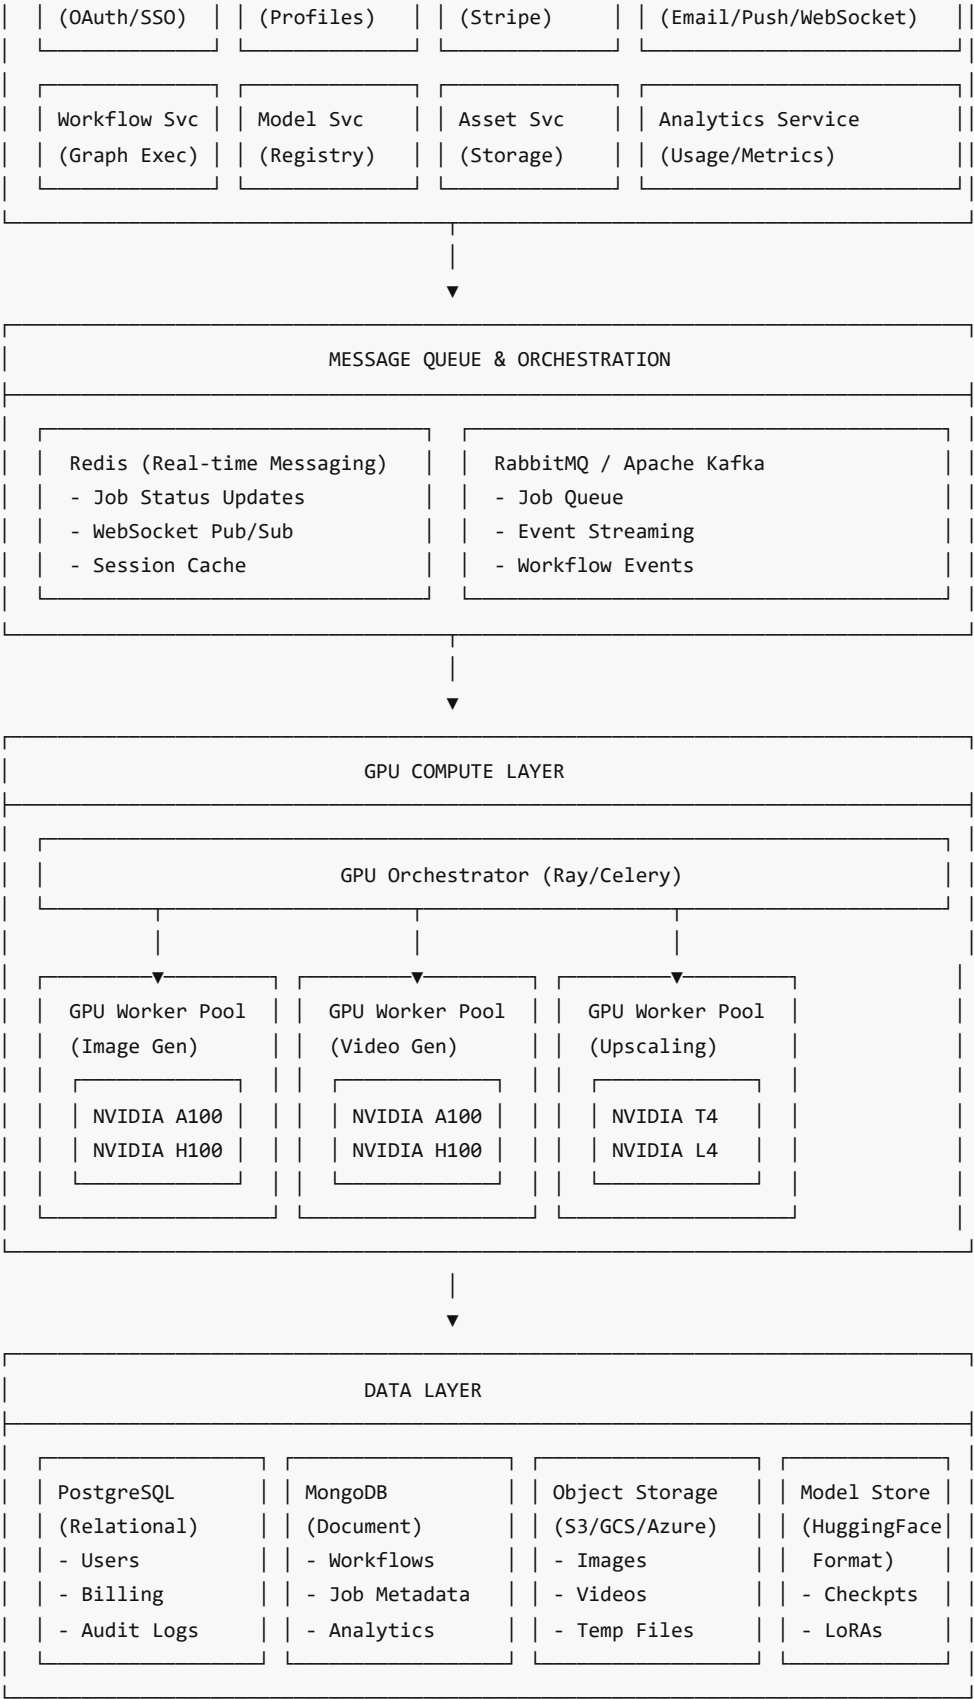 (OAuth/SSO) (Profiles) (Stripe) (Email/Push/WebSocket)
Workflow Svc Model Svc Asset Svc Analytics Service
(Graph Exec) (Registry) (Storage) (Usage/Metrics)
MESSAGE QUEUE & ORCHESTRATION
Redis (Real-time Messaging) RabbitMQ / Apache Kafka
- Job Status Updates - Job Queue
- WebSocket Pub/Sub - Event Streaming
- Session Cache - Workflow Events
GPU COMPUTE LAYER
GPU Orchestrator (Ray/Celery)
GPU Worker Pool GPU Worker Pool GPU Worker Pool
(Image Gen) (Video Gen) (Upscaling)
NVIDIA A100 NVIDIA A100 NVIDIA T4
NVIDIA H100 NVIDIA H100 NVIDIA L4
DATA LAYER
PostgreSQL MongoDB Object Storage Model Store
(Relational) (Document) (S3/GCS/Azure) (HuggingFace
- Users - Workflows - Images Format)
- Billing - Job Metadata - Videos - Checkpts
- Audit Logs - Analytics - Temp Files - LoRAs